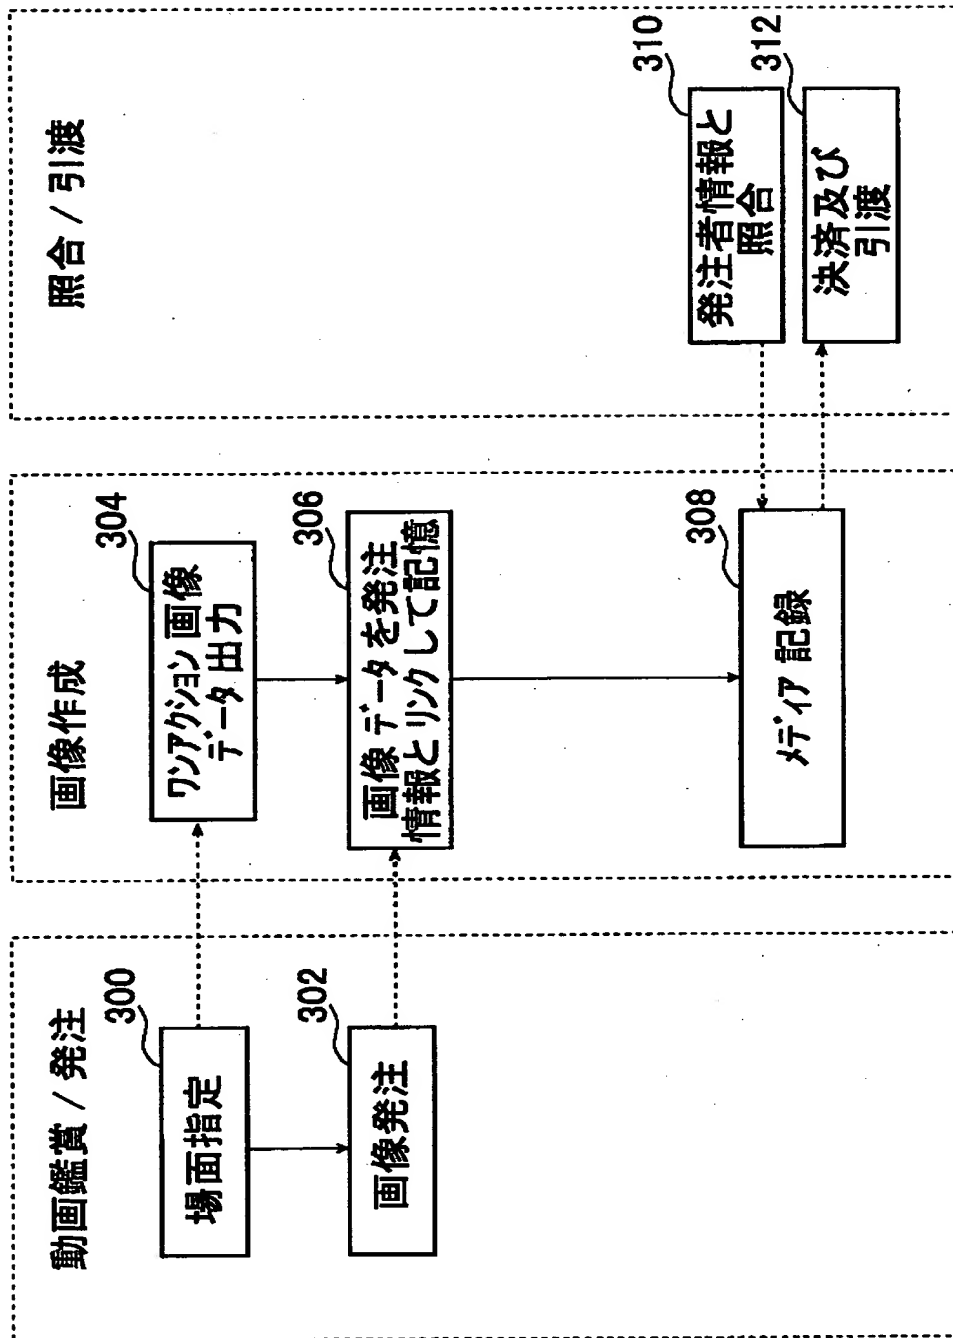 動画鑑賞 / 発注
300
場面指定
302
画像発注
画像作成
304
ワンアクション画像
データ出力
306
画像データを発注
情報とリンクして記憶
308
メディア記録
照合 / 引渡
310
発注者情報と
照合
312
決済及び
引渡